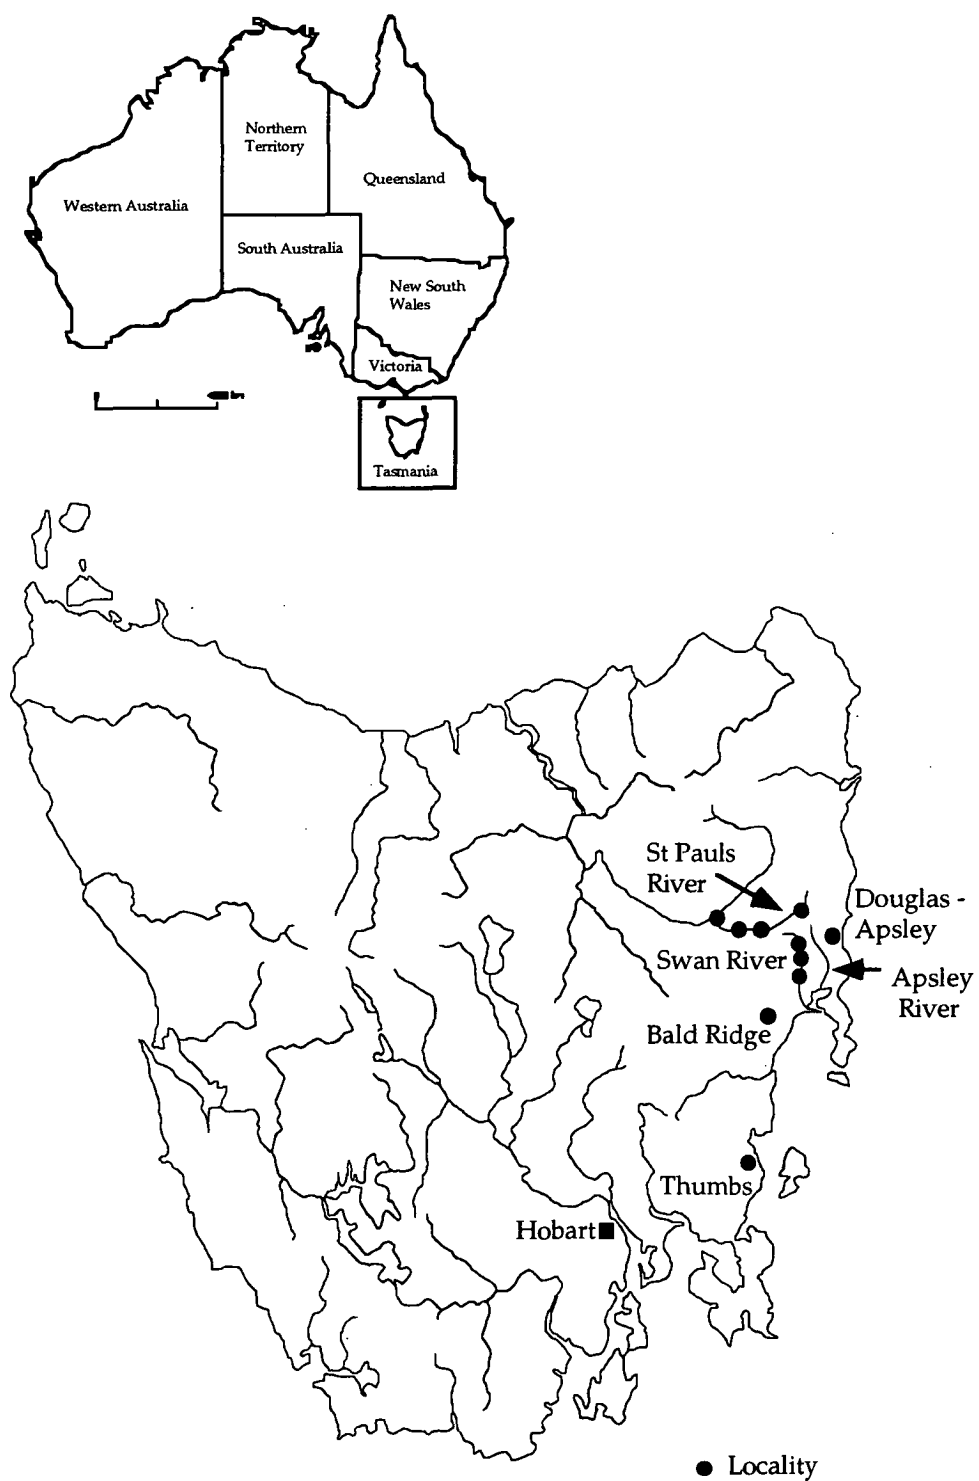 Northern
Territory
Queensland
Western Australia
South Australia
New South
Wales
Victoria
Tasmania
St Pauls
River
Douglas -
Apsley
Swan River
Apsley
River
Bald Ridge
Thumbs
Hobart
Locality